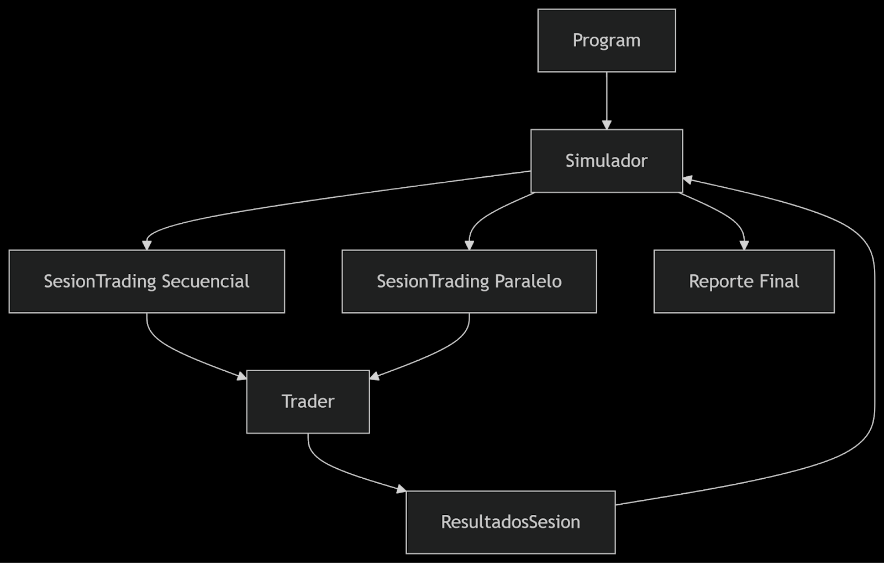 Program
Simulador
SesionTrading Secuencial
SesionTrading Paralelo
Reporte Final
Trader
ResultadosSesion